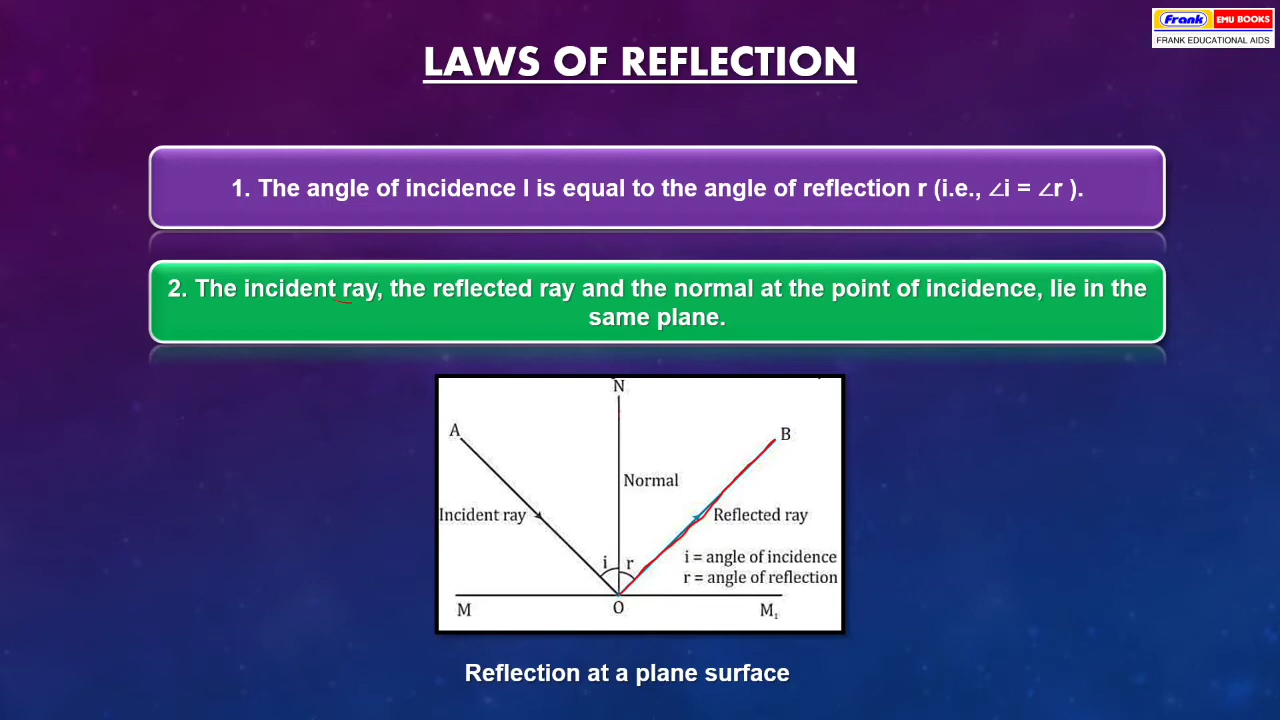 Frank EMU BOOKS
FRANK EDUCATIONAL AIDS
LAWS OF REFLECTION
1. The angle of incidence I is equal to the angle of reflection r (i.e., ∠i = ∠r ).
2. The incident ray, the reflected ray and the normal at the point of incidence, lie in the
same plane.
N
A
B
Normal
Incident ray
Reflected ray
i r
i = angle of incidence
r = angle of reflection
M O M₁
Reflection at a plane surface